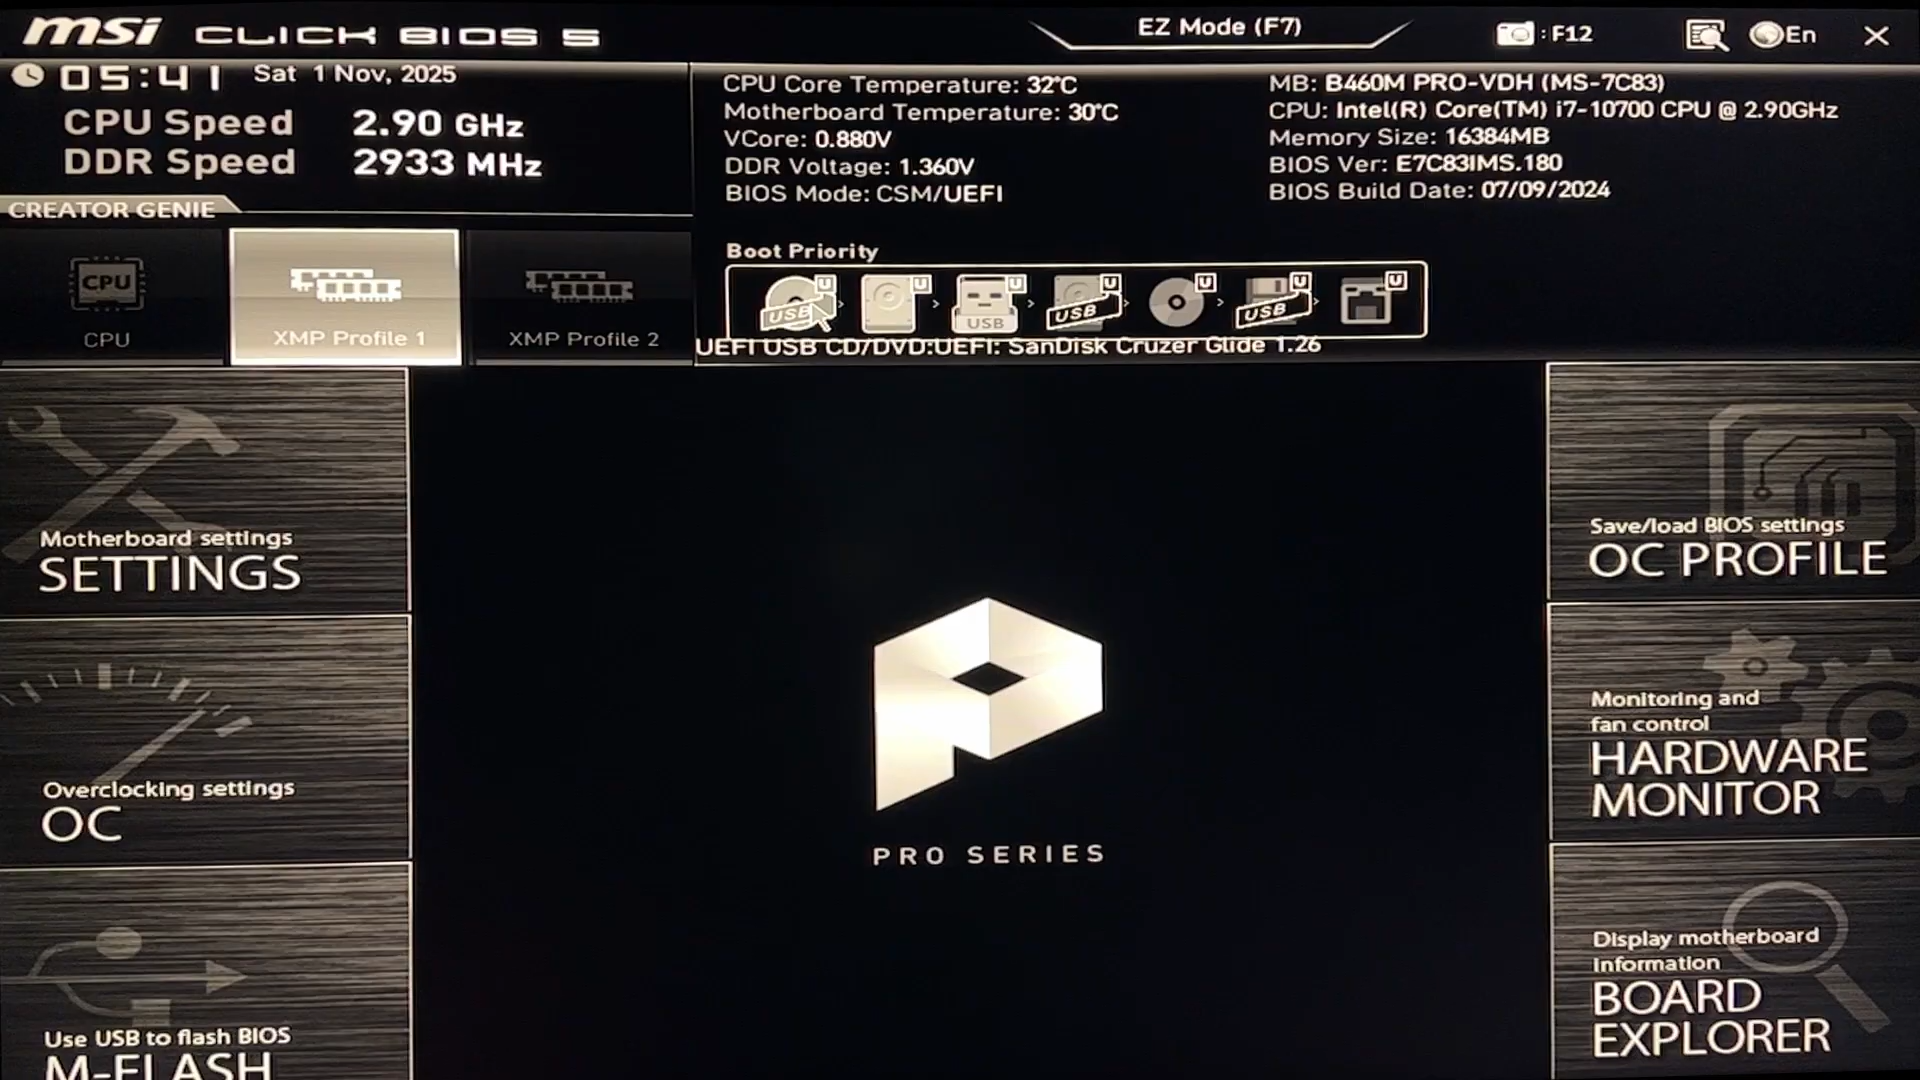 msi CLICK BIOS 5
EZ Mode (F7)
: F12
En
05:41 Sat 1 Nov, 2025
CPU Speed 2.90 GHz
DDR Speed 2933 MHz
CPU Core Temperature: 32°C
Motherboard Temperature: 30°C
VCore: 0.880V
DDR Voltage: 1.360V
BIOS Mode: CSM/UEFI
MB: B460M PRO-VDH (MS-7C83)
CPU: Intel(R) Core(TM) i7-10700 CPU @ 2.90GHz
Memory Size: 16384MB
BIOS Ver: E7C83IMS.180
BIOS Build Date: 07/09/2024
CREATOR GENIE
CPU
CPU
XMP Profile 1
XMP Profile 2
Boot Priority
U U U U U U U
USB USB USB USB
UEFI USB CD/DVD:UEFI: SanDisk Cruzer Glide 1.26
Motherboard settings
SETTINGS
Overclocking settings
OC
Use USB to flash BIOS
M-FLASH
PRO SERIES
Save/load BIOS settings
OC PROFILE
Monitoring and
fan control
HARDWARE
MONITOR
Display motherboard
Information
BOARD
EXPLORER